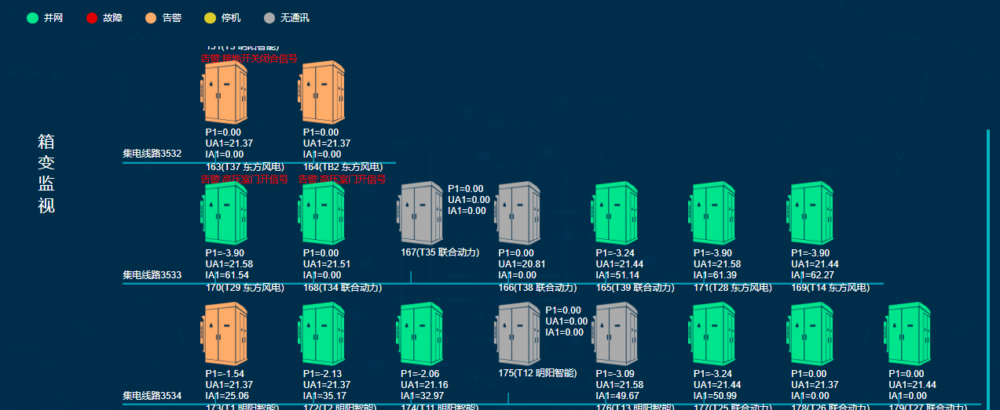 并网
故障
告警
停机
无通讯
箱变监视
告警:接地开关闭合信号
P1=0.00
UA1=21.37
IA1=0.00
163(T37 东方风电)
P1=0.00
UA1=21.37
IA1=0.00
164(TB2 东方风电)
集电线路3532
告警:高压室门开信号
告警:高压室门开信号
P1=-3.90
UA1=21.58
IA1=61.54
170(T29 东方风电)
P1=0.00
UA1=21.51
IA1=0.00
168(T34 联合动力)
P1=0.00
UA1=0.00
IA1=0.00
167(T35 联合动力)
P1=0.00
UA1=20.81
IA1=0.00
166(T38 联合动力)
P1=-3.24
UA1=21.44
IA1=51.14
165(T39 联合动力)
P1=-3.90
UA1=21.58
IA1=61.39
171(T28 东方风电)
P1=-3.90
UA1=21.44
IA1=62.27
169(T14 东方风电)
集电线路3533
P1=-1.54
UA1=21.37
IA1=25.06
173(T1 明阳智能)
P1=-2.13
UA1=21.37
IA1=35.17
172(T2 明阳智能)
P1=-2.06
UA1=21.16
IA1=32.97
174(T11 明阳智能)
P1=0.00
UA1=0.00
IA1=0.00
175(T12 明阳智能)
P1=-3.09
UA1=21.58
IA1=49.67
176(T13 明阳智能)
P1=-3.24
UA1=21.44
IA1=50.99
177(T25 联合动力)
P1=0.00
UA1=21.37
IA1=0.00
178(T26 联合动力)
P1=0.00
UA1=21.44
IA1=0.00
179(T27 联合动力)
集电线路3534